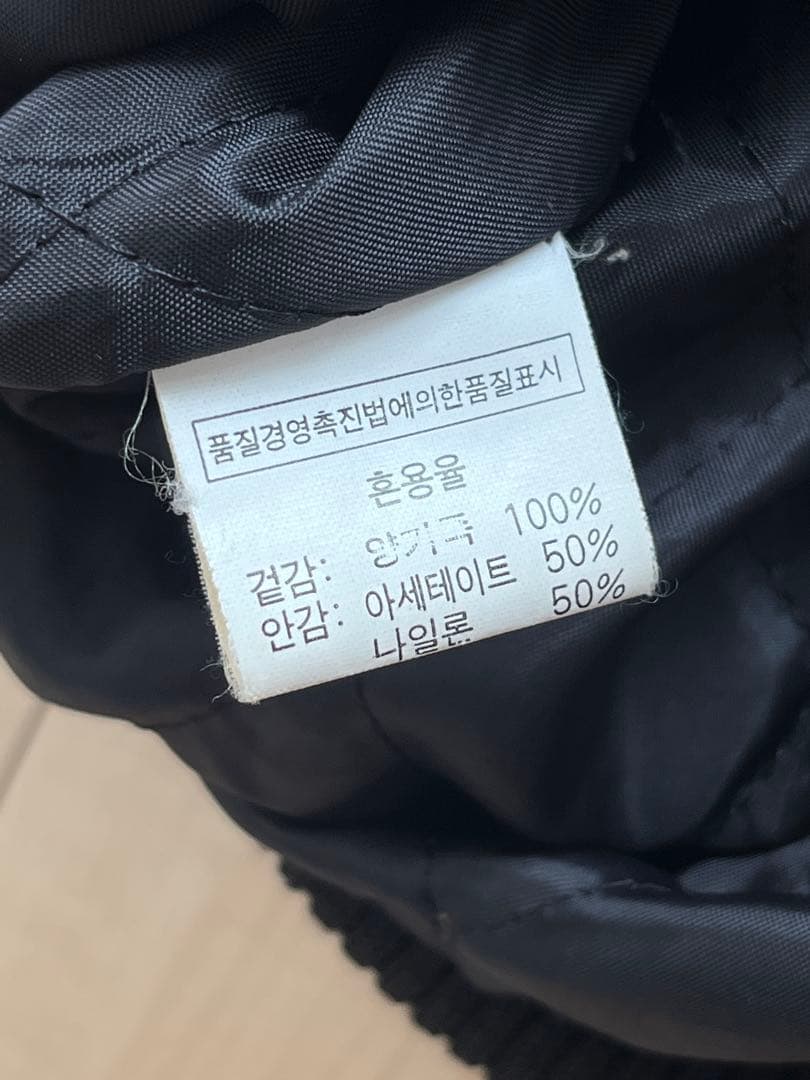 품질경영촉진법에의한품질표시
혼용율
겉감: 양가죽 100%
안감: 아세테이트 50%
나일론 50%